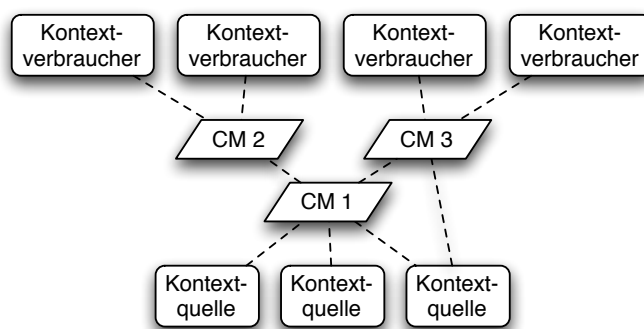 Kontext-
verbraucher
Kontext-
verbraucher
Kontext-
verbraucher
Kontext-
verbraucher
CM 2
CM 3
CM 1
Kontext-
quelle
Kontext-
quelle
Kontext-
quelle